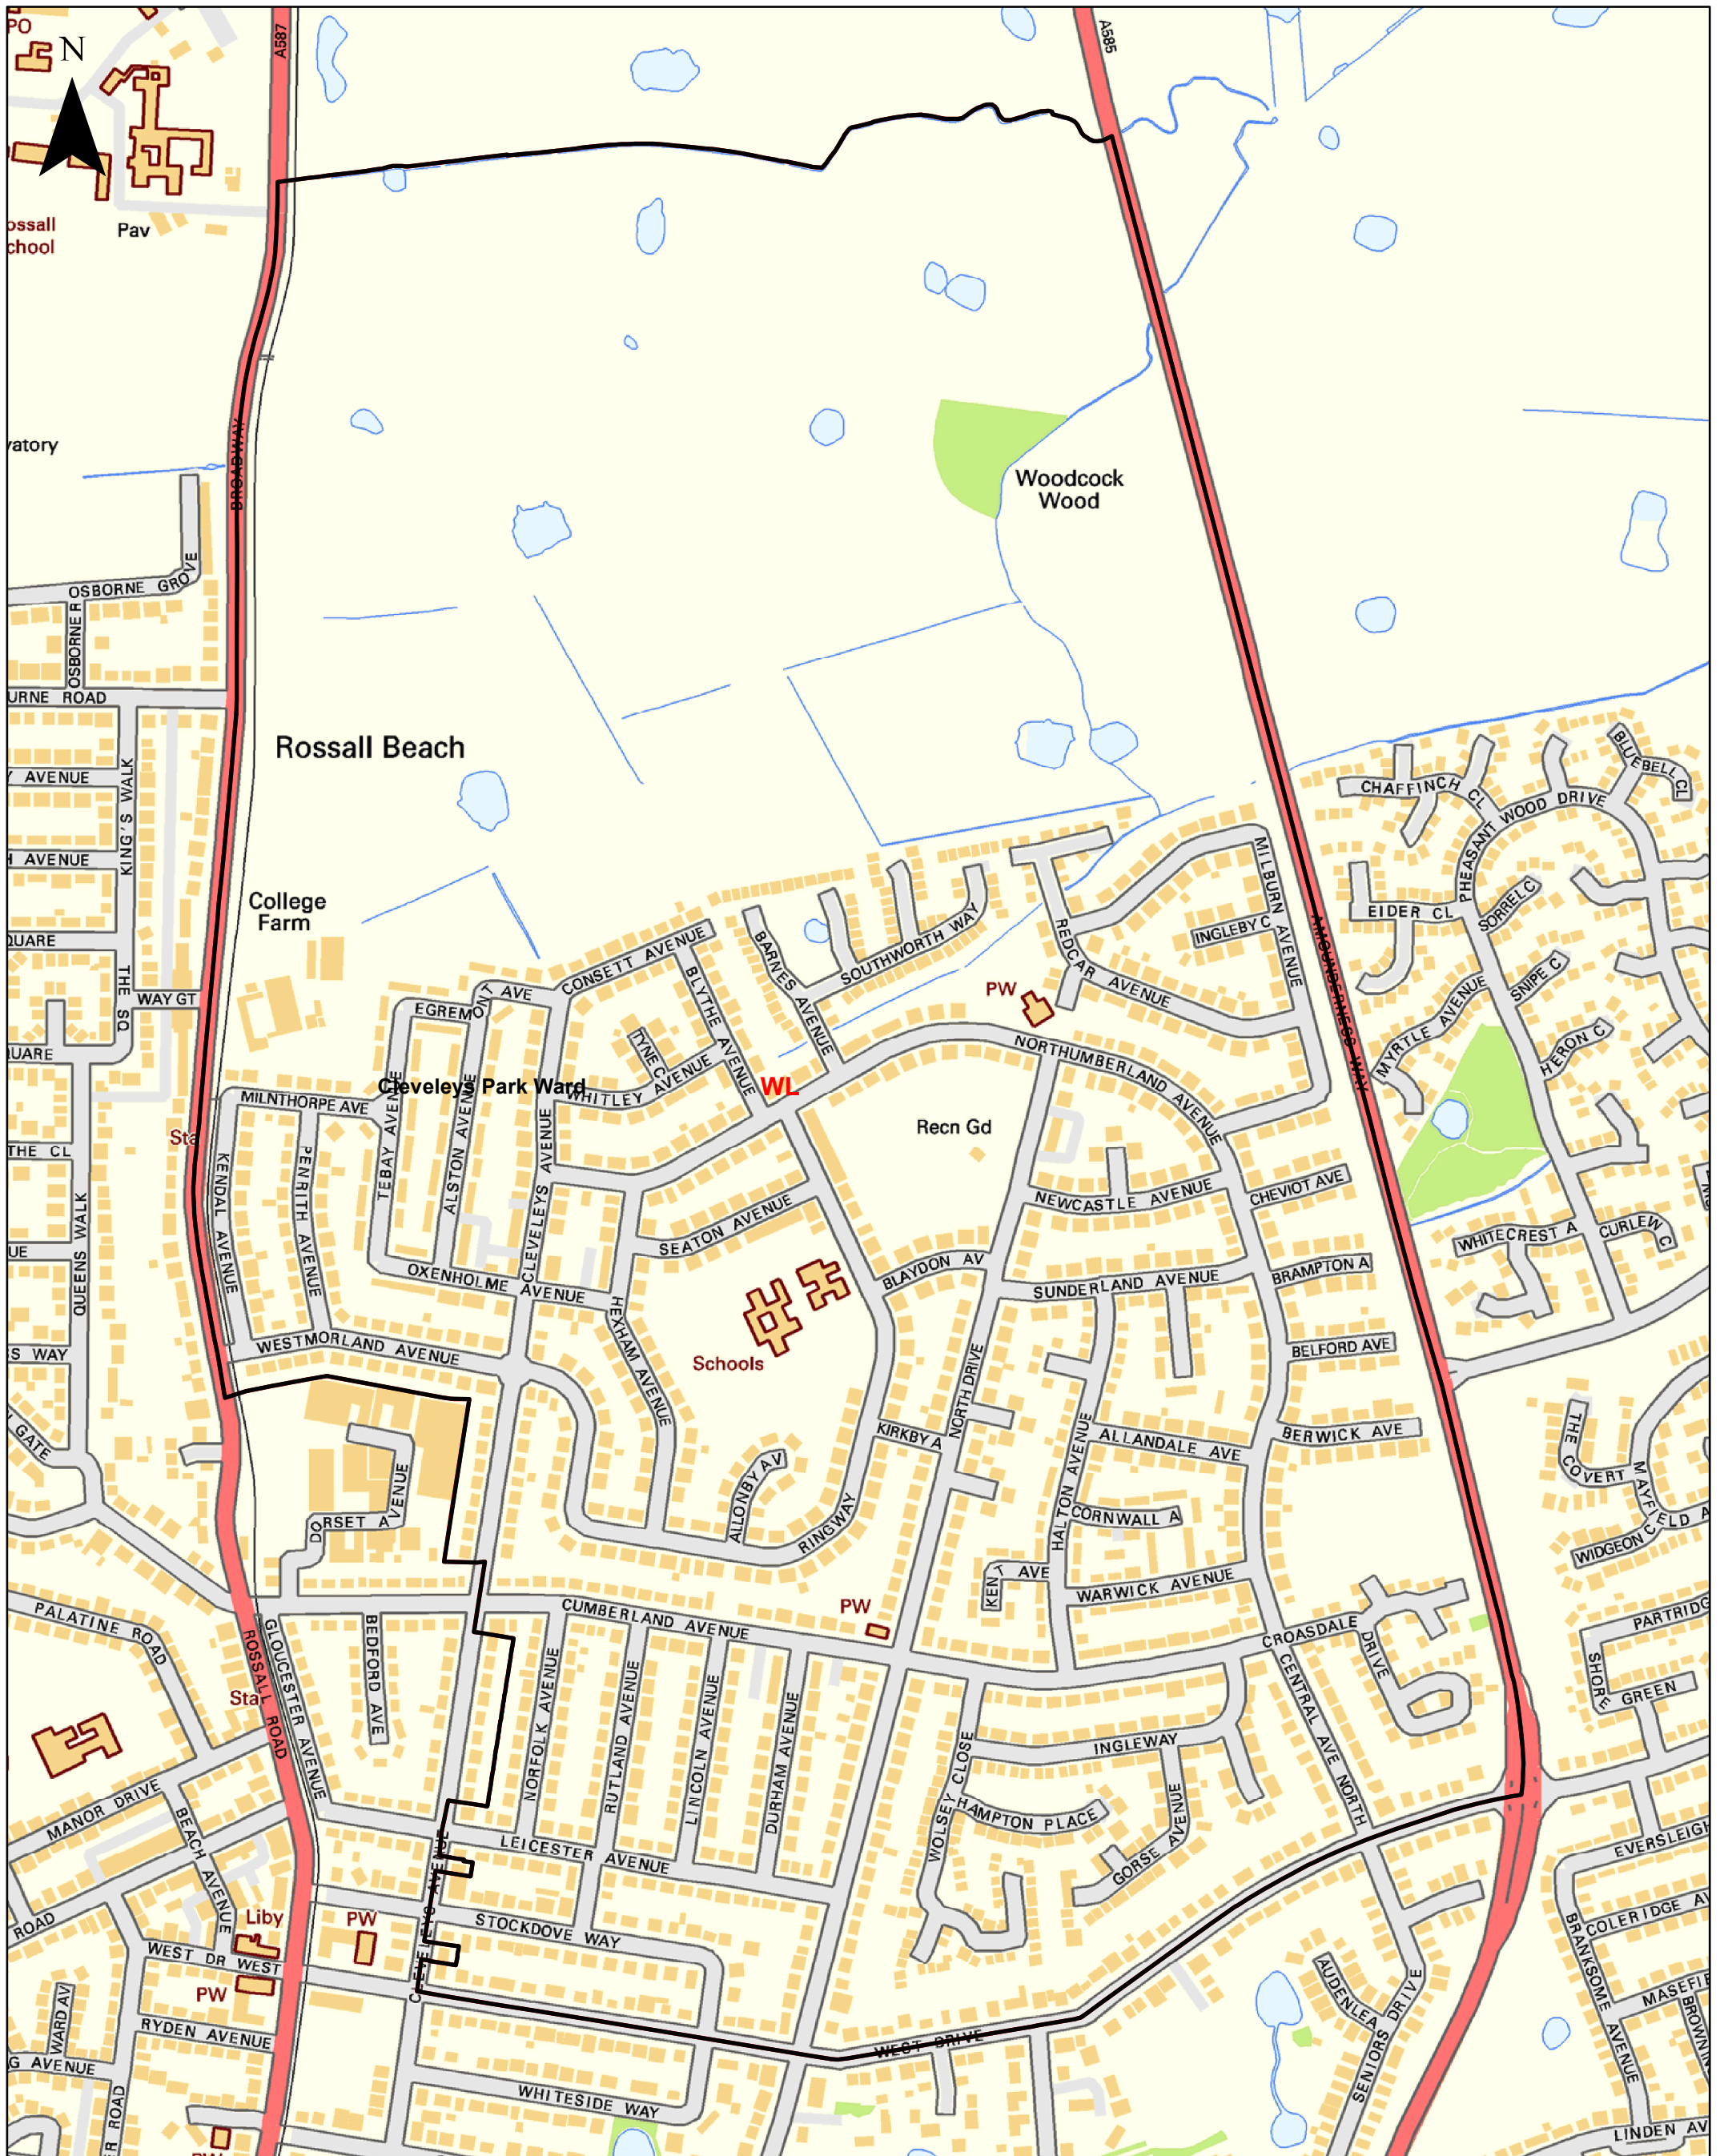 PO
N
A587
A585
ossall
chool
Pav
vatory
BROADWAY
Woodcock
Wood
OSBORNE GROVE
OSBORNE R
URNE ROAD
Rossall Beach
Y AVENUE
KING'S WALK
H AVENUE
College
Farm
QUARE
THE SQ
WAY GT
QUARE
THE CL
UE
QUEENS WALK
S WAY
GATE
BLUEBELL CL
CHAFFINCH CL
PHEASANT WOOD DRIVE
EIDER CL
SORREL C
SNIPE C
MYRTLE AVENUE
HERON C
WHITECREST A
CURLEW C
AMOUNDERNESS WAY
MILBURN AVENUE
INGLEBY C
REDCAR AVENUE
SOUTHWORTH WAY
BARNES AVENUE
CONSETT AVENUE
BLYTHE AVENUE
EGREMONT AVE
TYNE C
PW
NORTHUMBERLAND AVENUE
Cleveleys Park Ward
WL
WHITLEY AVENUE
MILNTHORPE AVE
TEBAY AVENUE
ALSTON AVENUE
CLEVELEYS AVENUE
Recn Gd
Sta
KENDAL AVENUE
PENRITH AVENUE
SEATON AVENUE
NEWCASTLE AVENUE
CHEVIOT AVE
OXENHOLME AVENUE
BLAYDON AV
SUNDERLAND AVENUE
BRAMPTON A
HEXHAM AVENUE
WESTMORLAND AVENUE
Schools
NORTH DRIVE
BELFORD AVE
KIRKBY A
ALLANDALE AVE
BERWICK AVE
THE COVERT
MAYFIELD A
WIDGEON C
ALLONBY AV
RINGWAY
HALTON AVENUE
CORNWALL A
DORSET AVENUE
KENT AVE
WARWICK AVENUE
PALATINE ROAD
CUMBERLAND AVENUE
PW
CROASDALE DRIVE
PARTRIDG
ROSSALL ROAD
GLOUCESTER AVENUE
BEDFORD AVE
NORFOLK AVENUE
RUTLAND AVENUE
LINCOLN AVENUE
DURHAM AVENUE
CENTRAL AVE NORTH
SHORE GREEN
Sta
INGLEWAY
WOLSEY CLOSE
HAMPTON PLACE
GORSE AVENUE
MANOR DRIVE
BEACH AVENUE
LEICESTER AVENUE
EVERSLEIGH
CLEVELEYS AVENUE
ROAD
Liby
PW
STOCKDOVE WAY
COLERIDGE AV
WEST DR WEST
BRANKSOME AVENUE
PW
AUDENLEA
SENIORS DRIVE
MASEFIE
BROWNIN
WARD AV
RYDEN AVENUE
WEST DRIVE
G AVENUE
WHITESIDE WAY
R ROAD
LINDEN AV
PW